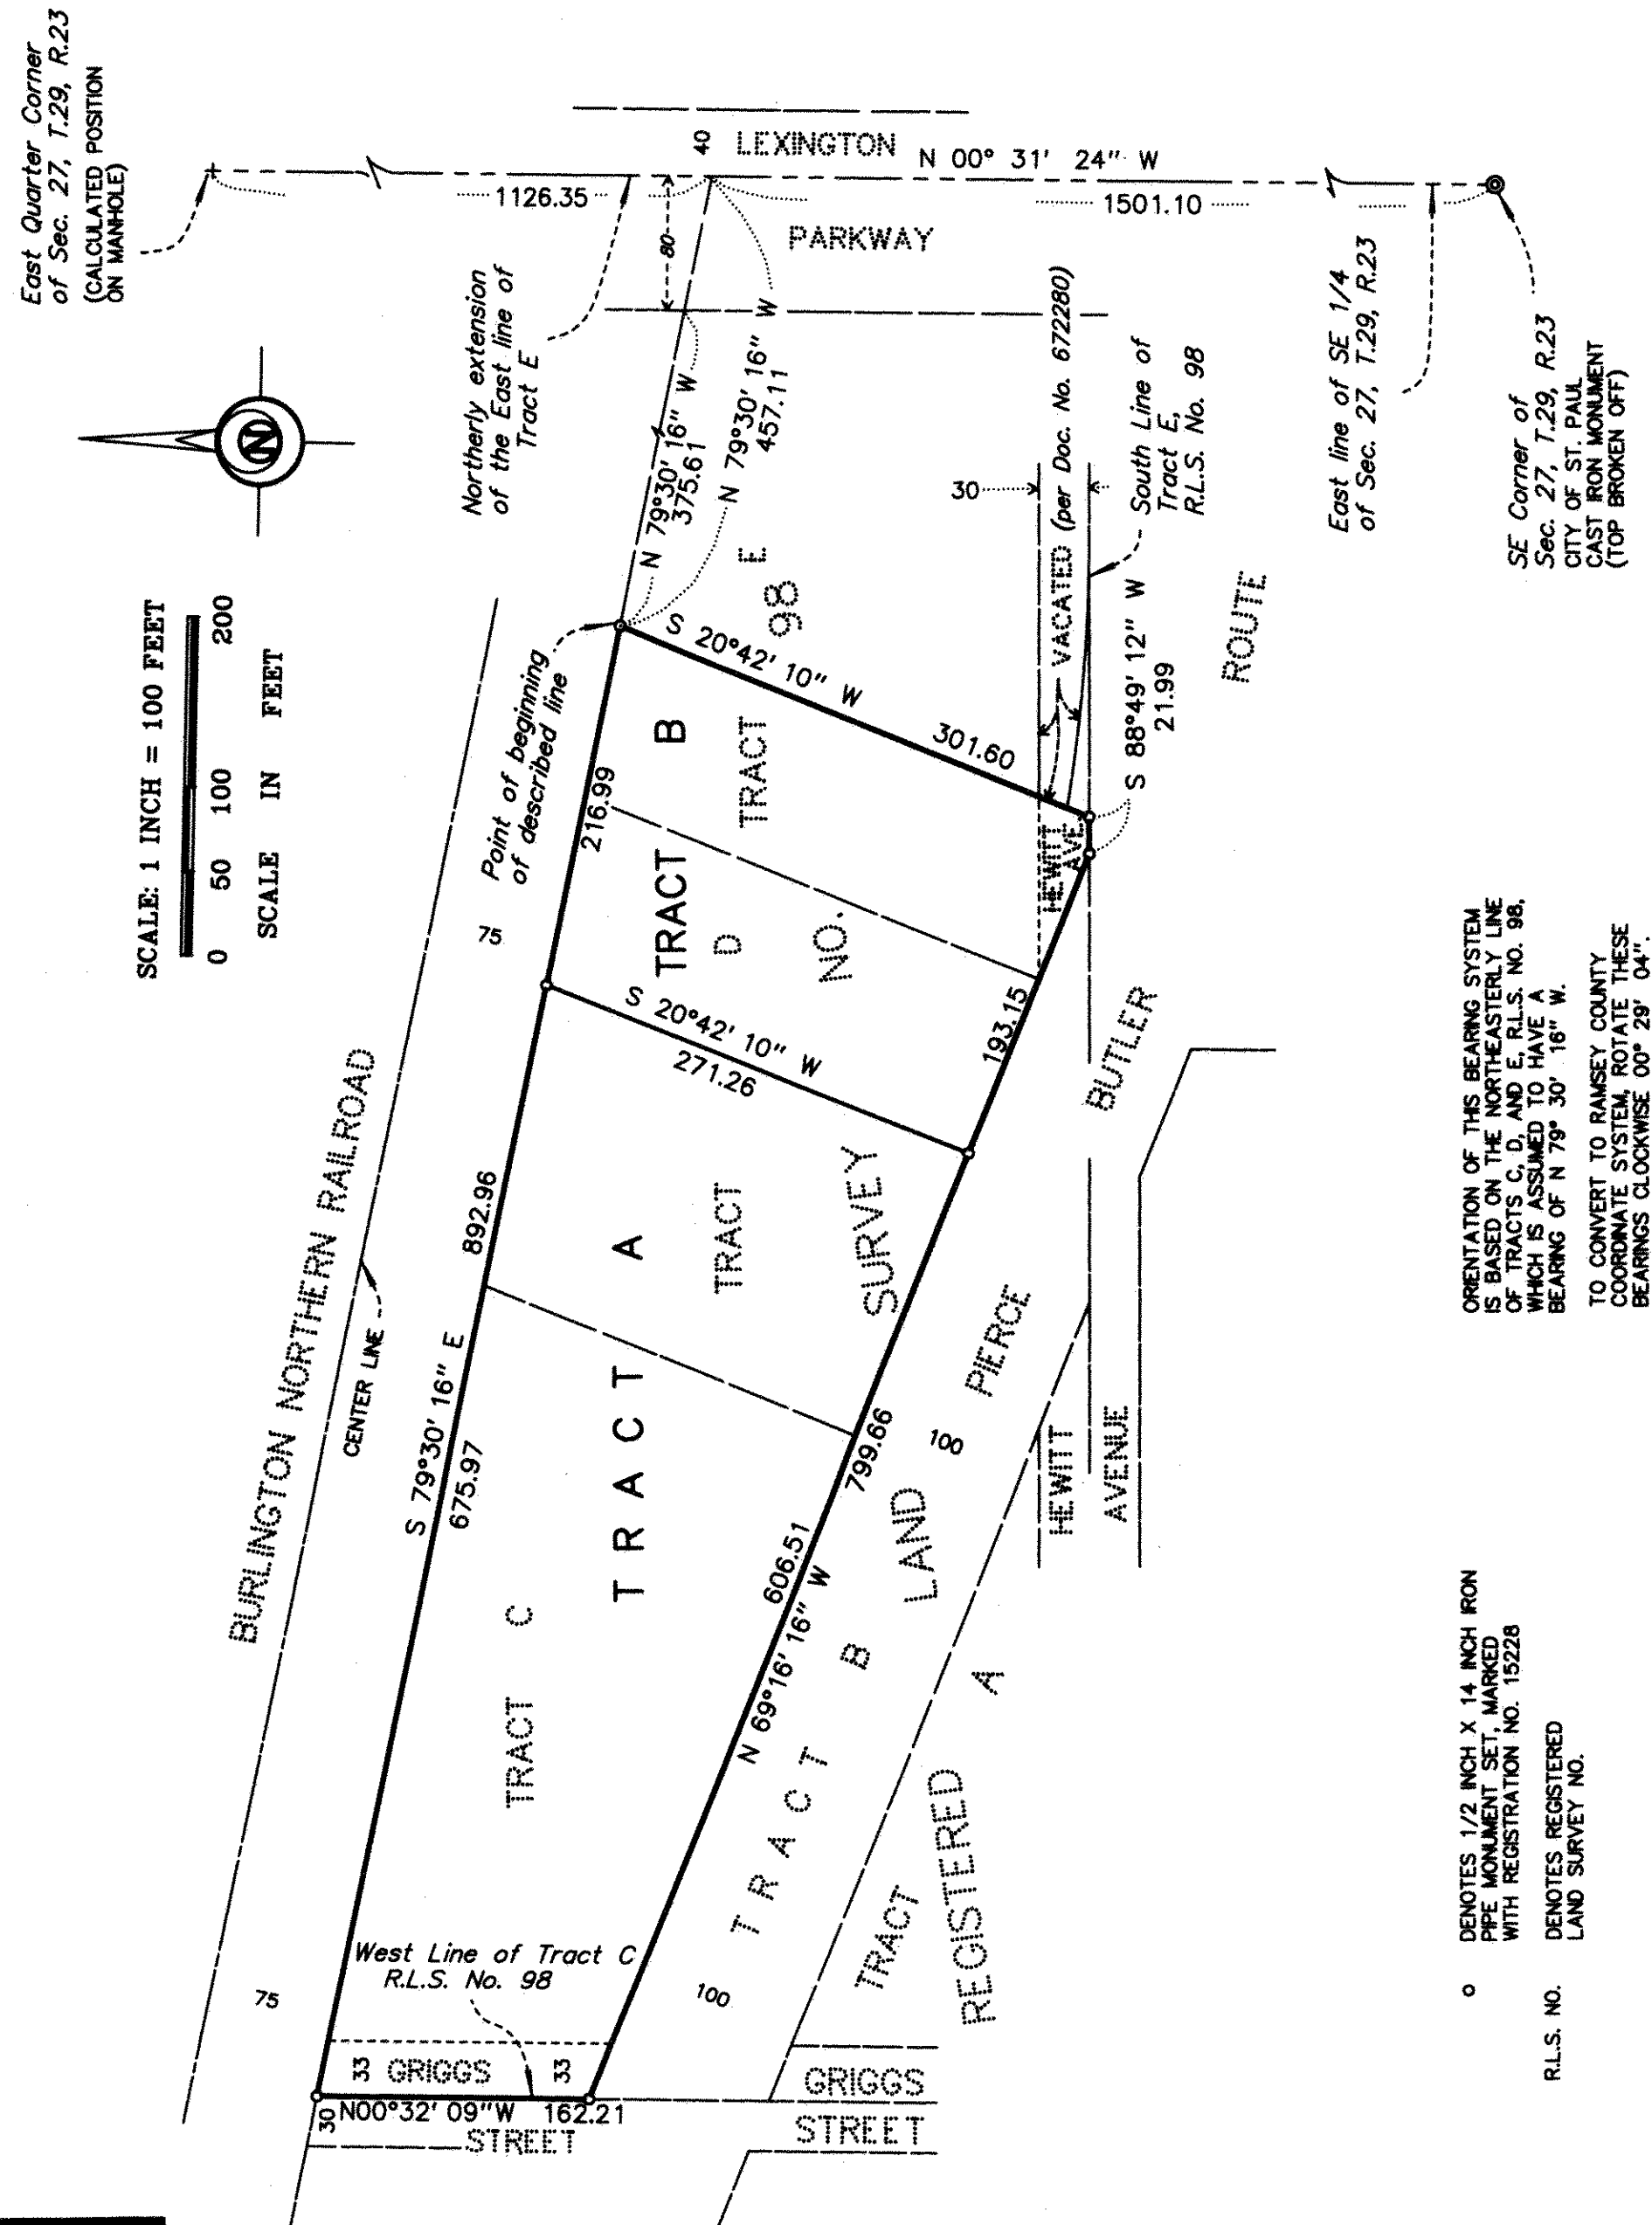 East Quarter Corner
of Sec. 27, T.29, R.23
(CALCULATED POSITION
ON MANHOLE)
N
SCALE: 1 INCH = 100 FEET
0 50 100 200
SCALE IN FEET
40
LEXINGTON
N 00° 31' 24" W
1126.35
1501.10
80
PARKWAY
Northerly extension
of the East line of
Tract E
N 79°30' 16" W
375.61
N 79°30' 16" W
457.11
Point of beginning
of described line
BURLINGTON NORTHERN RAILROAD
CENTER LINE
75
75
216.99
892.96
S 79°30' 16" E
675.97
TRACT B
TRACT
E
98
TRACT
D
NO.
S 20°42' 10" W
301.60
S 20°42' 10" W
271.26
TRACT A
TRACT C
SURVEY
LAND
REGISTERED
193.15
799.66
606.51
N 69°16' 16" W
30
VACATED (per Doc. No. 672280)
South Line of
Tract E,
R.L.S. No. 98
HEWITT
AVE.
S 88°49' 12" W
21.99
East line of SE 1/4
of Sec. 27, T.29, R.23
SE Corner of
Sec. 27, T.29, R.23
CITY OF ST. PAUL
CAST IRON MONUMENT
(TOP BROKEN OFF)
PIERCE
BUTLER
ROUTE
100
100
TRACT B
TRACT A
HEWITT
AVENUE
West Line of Tract C
R.L.S. No. 98
33 GRIGGS 33
30
N00°32' 09"W 162.21
STREET
GRIGGS
STREET
ORIENTATION OF THIS BEARING SYSTEM
IS BASED ON THE NORTHEASTERLY LINE
OF TRACTS C, D, AND E, R.L.S. NO. 98,
WHICH IS ASSUMED TO HAVE A
BEARING OF N 79° 30' 16" W.
TO CONVERT TO RAMSEY COUNTY
COORDINATE SYSTEM, ROTATE THESE
BEARINGS CLOCKWISE 00° 29' 04".
o DENOTES 1/2 INCH X 14 INCH IRON
PIPE MONUMENT SET, MARKED
WITH REGISTRATION NO. 15228
R.L.S. NO. DENOTES REGISTERED
LAND SURVEY NO.